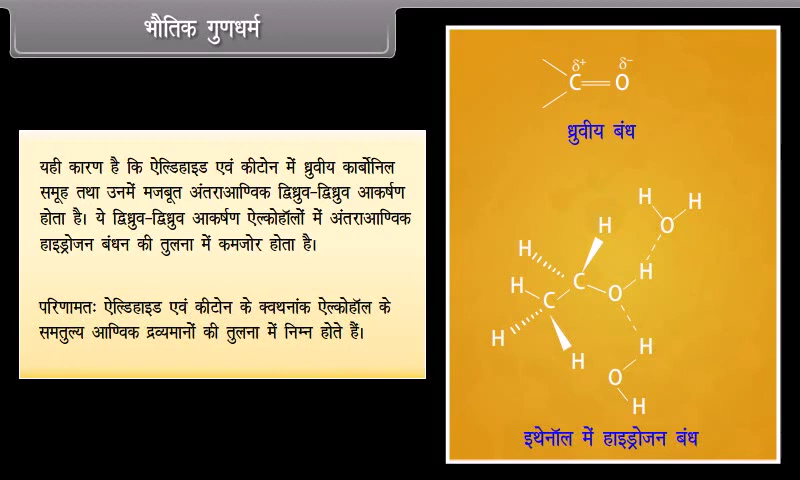 भौतिक गुणधर्म
यही कारण है कि ऐल्डिहाइड एवं कीटोन में ध्रुवीय कार्बोनिल
समूह तथा उनमें मजबूत अंतराआण्विक द्विध्रुव-द्विध्रुव आकर्षण
होता है। ये द्विध्रुव-द्विध्रुव आकर्षण ऐल्कोहॉलों में अंतराआण्विक
हाइड्रोजन बंधन की तुलना में कमजोर होता है।
परिणामतः ऐल्डिहाइड एवं कीटोन के क्वथनांक ऐल्कोहॉल के
समतुल्य आण्विक द्रव्यमानों की तुलना में निम्न होते हैं।
δ+ δ−
C O
ध्रुवीय बंध
H H
H O
H
H
C
H
C O
H
H
H
O
H
इथेनॉल में हाइड्रोजन बंध